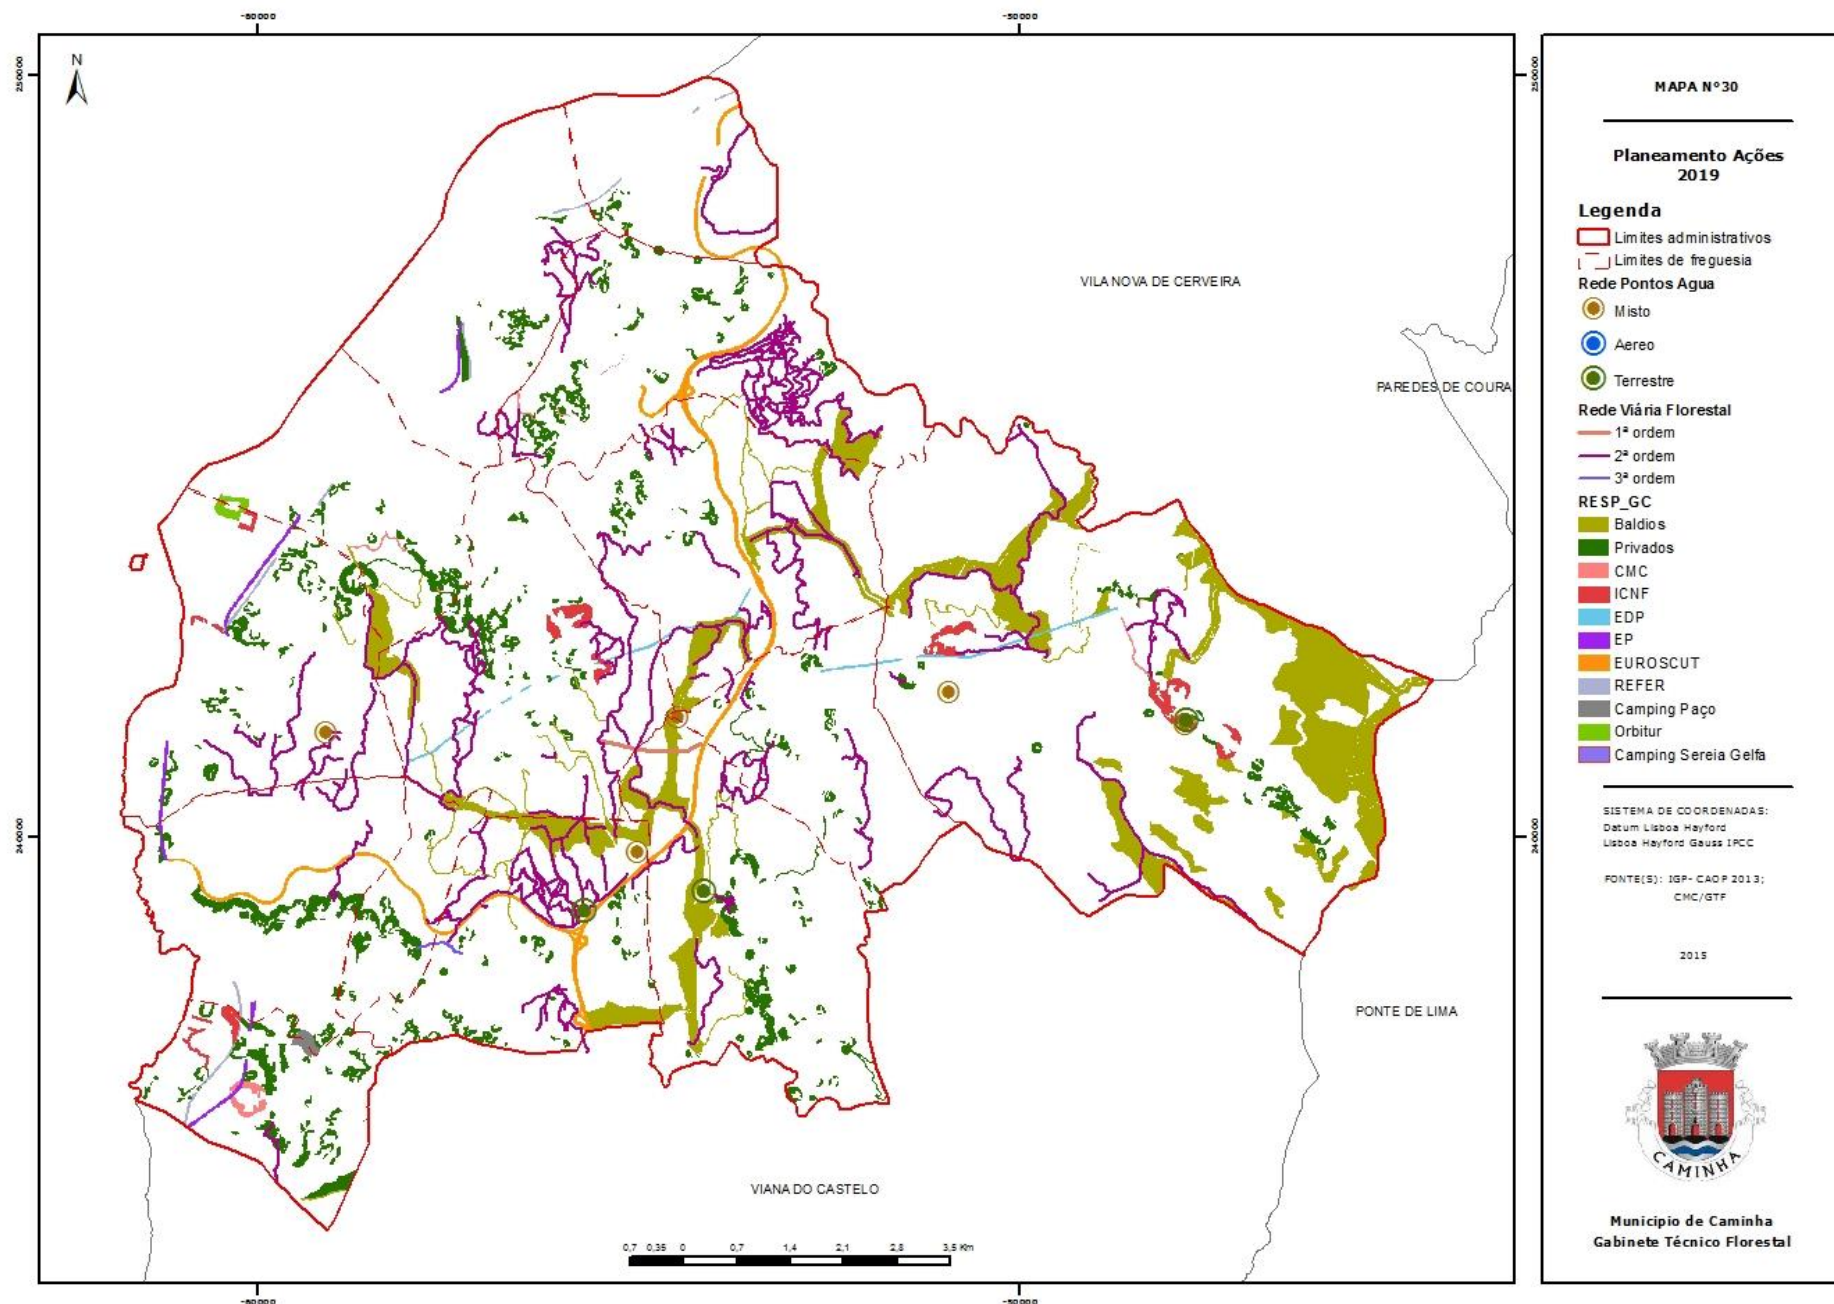 -60000
-50000
250000
250000
N
VILA NOVA DE CERVEIRA
PAREDES DE COURA
240000
240000
PONTE DE LIMA
VIANA DO CASTELO
0,7 0,35 0 0,7 1,4 2,1 2,8 3,5 Km
-60000
-50000
MAPA Nº30
Planeamento Ações
2019
Legenda
Limites administrativos
Limites de freguesia
Rede Pontos Agua
Misto
Aereo
Terrestre
Rede Viária Florestal
1ª ordem
2ª ordem
3ª ordem
RESP_GC
Baldios
Privados
CMC
ICNF
EDP
EP
EUROSCUT
REFER
Camping Paço
Orbitur
Camping Sereia Gelfa
SISTEMA DE COORDENADAS:
Datum Lisboa Hayford
Lisboa Hayford Gauss IPCC
FONTE(S): IGP- CAOP 2013;
CMC/GTF
2015
CAMINHA
Municipio de Caminha
Gabinete Técnico Florestal